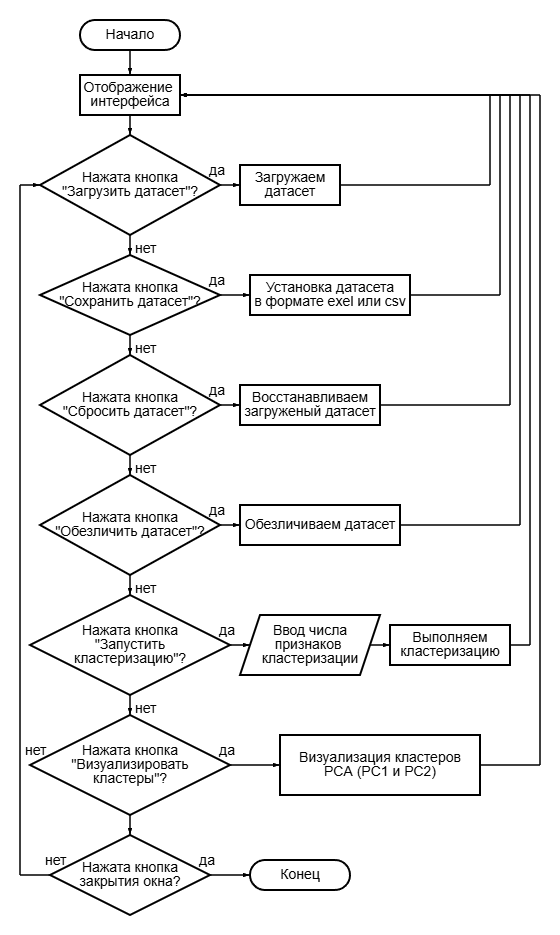 Начало
Отображение
интерфейса
Нажата кнопка
"Загрузить датасет"?
да
Загружаем
датасет
нет
Нажата кнопка
"Сохранить датасет"?
да
Установка датасета
в формате exel или csv
нет
Нажата кнопка
"Сбросить датасет"?
да
Восстанавливаем
загруженый датасет
нет
Нажата кнопка
"Обезличить датасет"?
да
Обезличиваем датасет
нет
Нажата кнопка
"Запустить
кластеризацию"?
да
Ввод числа
признаков
кластеризации
Выполняем
кластеризацию
нет
нет
Нажата кнопка
"Визуализировать
кластеры"?
да
Визуализация кластеров
PCA (PC1 и PC2)
нет
Нажата кнопка
закрытия окна?
да
Конец